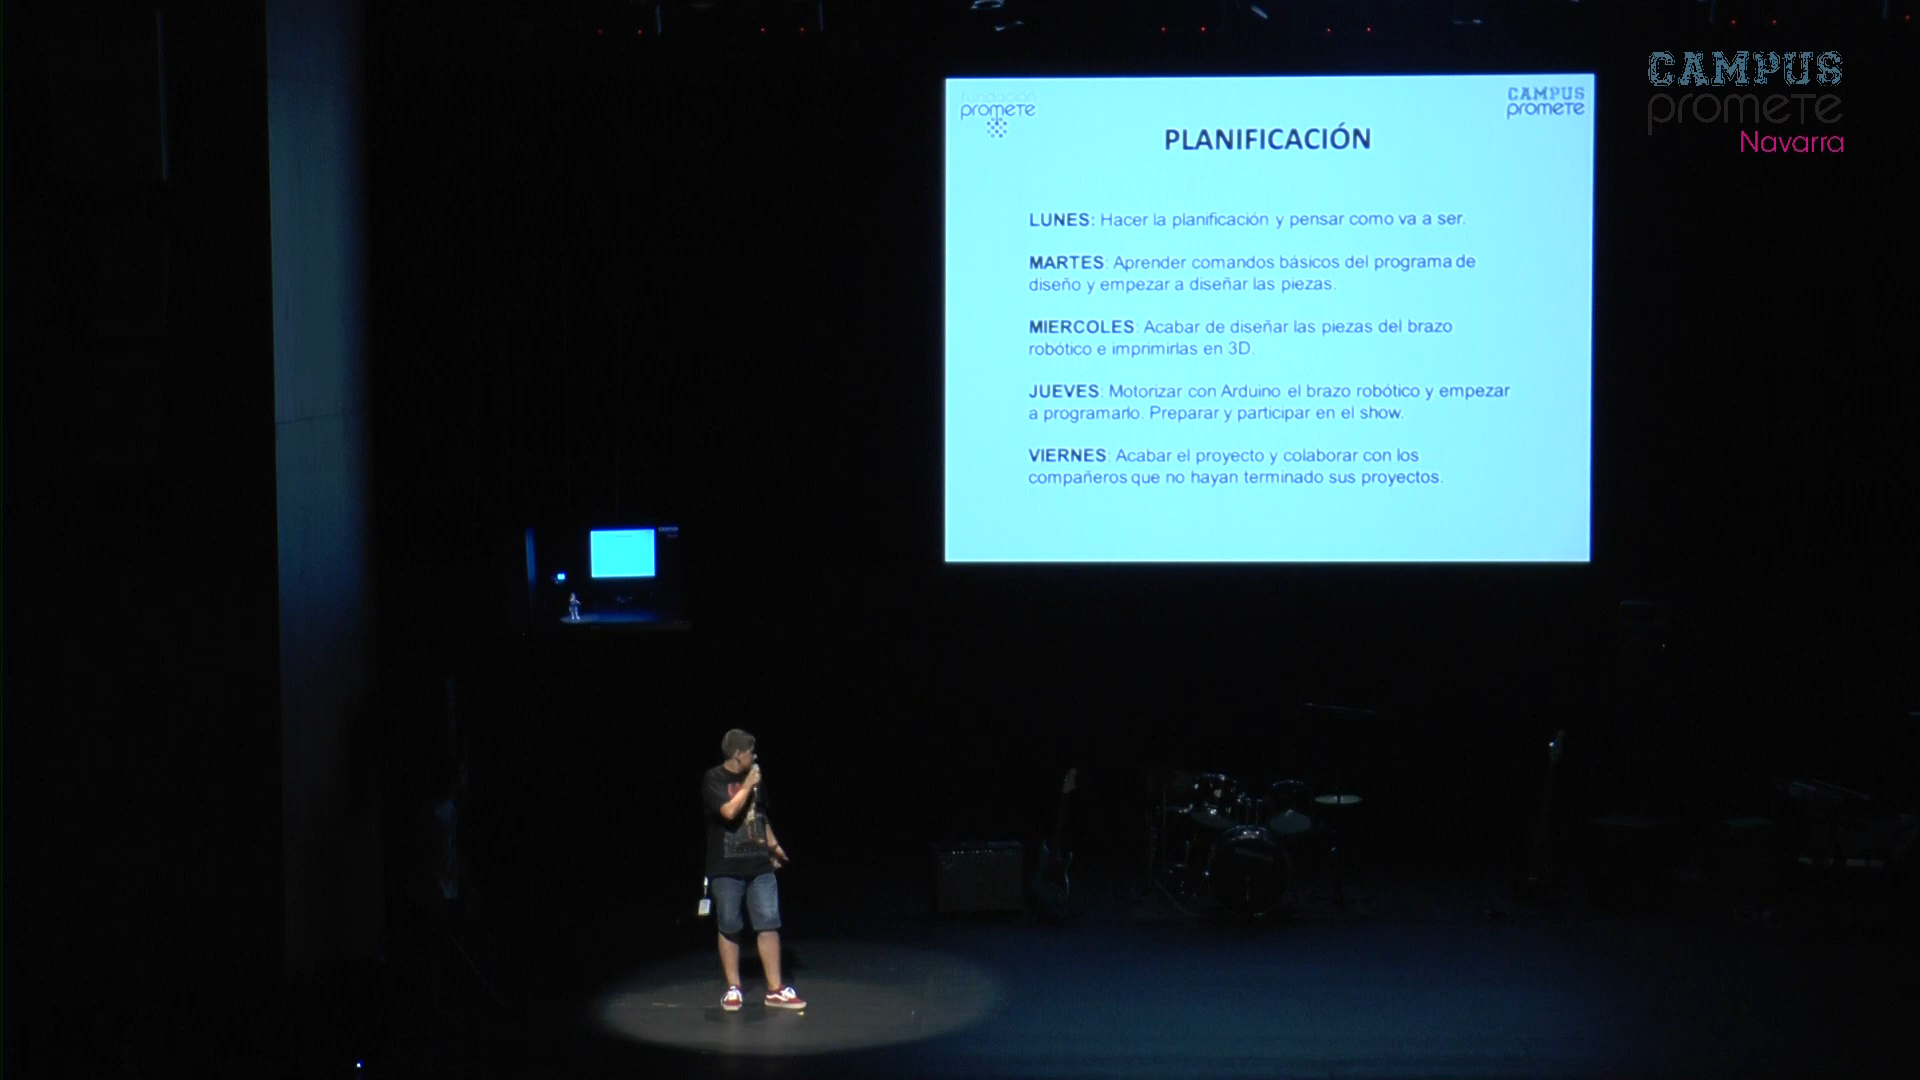 CAMPUS
promete
Navarra
fundación
promete
CAMPUS
promete
PLANIFICACIÓN
LUNES: Hacer la planificación y pensar como va a ser.
MARTES: Aprender comandos básicos del programa de
diseño y empezar a diseñar las piezas.
MIERCOLES: Acabar de diseñar las piezas del brazo
robótico e imprimirlas en 3D.
JUEVES: Motorizar con Arduino el brazo robótico y empezar
a programarlo. Preparar y participar en el show.
VIERNES: Acabar el proyecto y colaborar con los
compañeros que no hayan terminado sus proyectos.